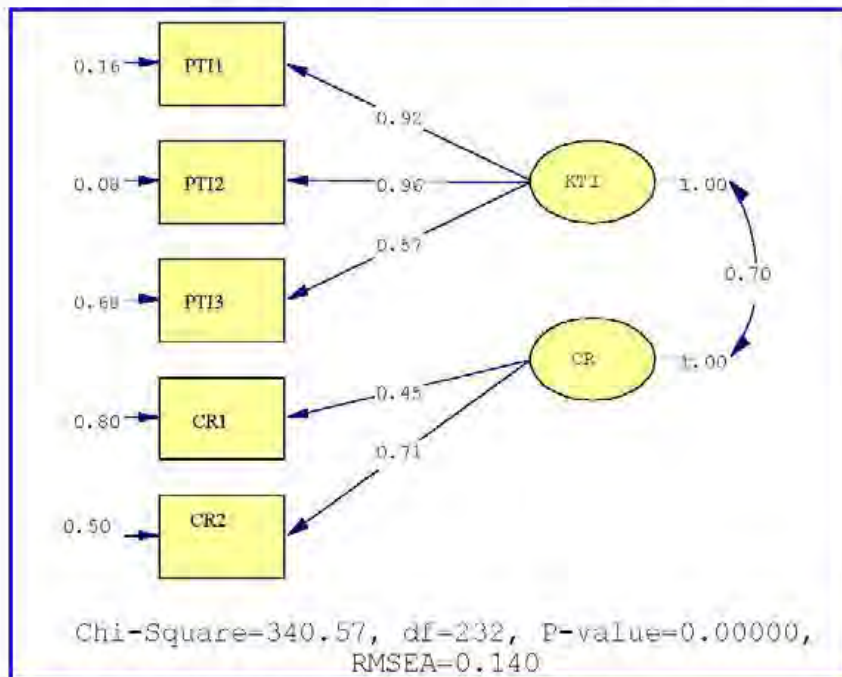 0.16
PTI1
0.92
0.08
PTI2
0.96
KTI
1.00
0.57
0.70
0.68
PTI3
CR
1.00
0.45
0.80
CR1
0.71
CR2
0.50
Chi-Square=340.57, df=232, P-value=0.00000,
RMSEA=0.140